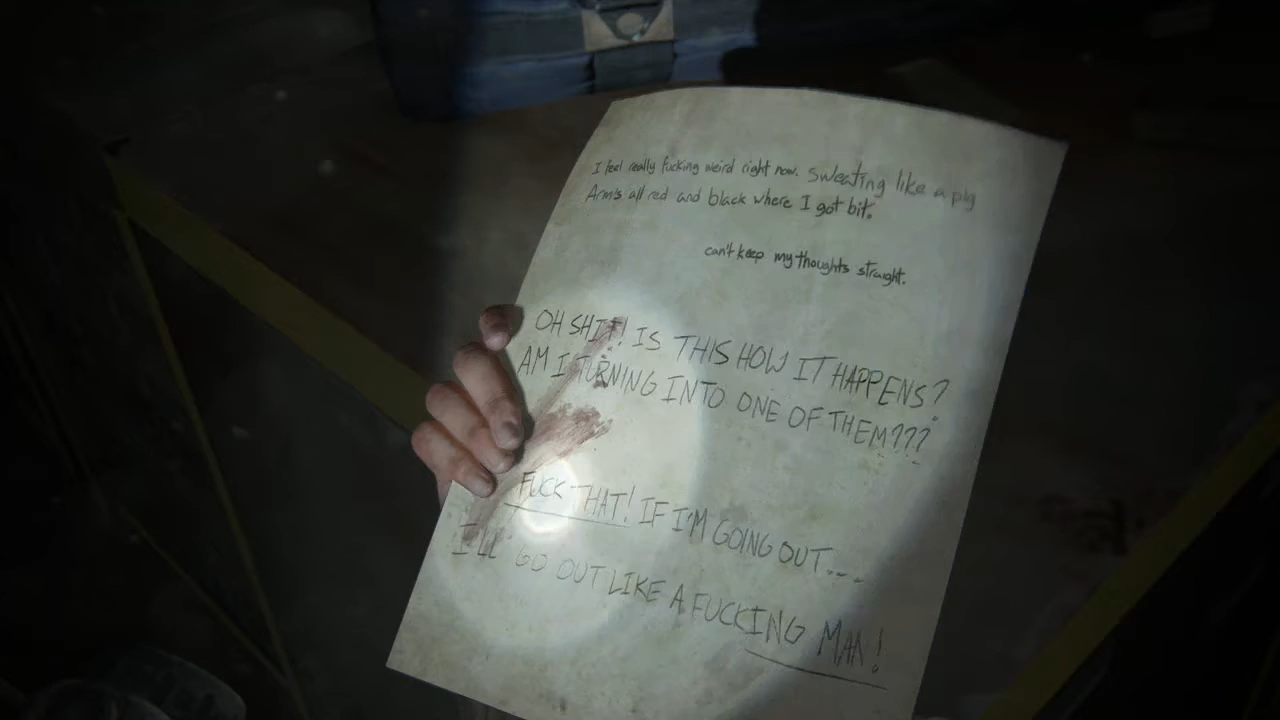 I feel really fucking weird right now. sweating like a pig
Arm's all red and black where I got bit.
can't keep my thoughts straight.
OH SHIT! IS THIS HOW IT HAPPENS?
AM I TURNING INTO ONE OF THEM???
FUCK THAT! IF I'M GOING OUT...
I'LL GO OUT LIKE A FUCKING MAN!